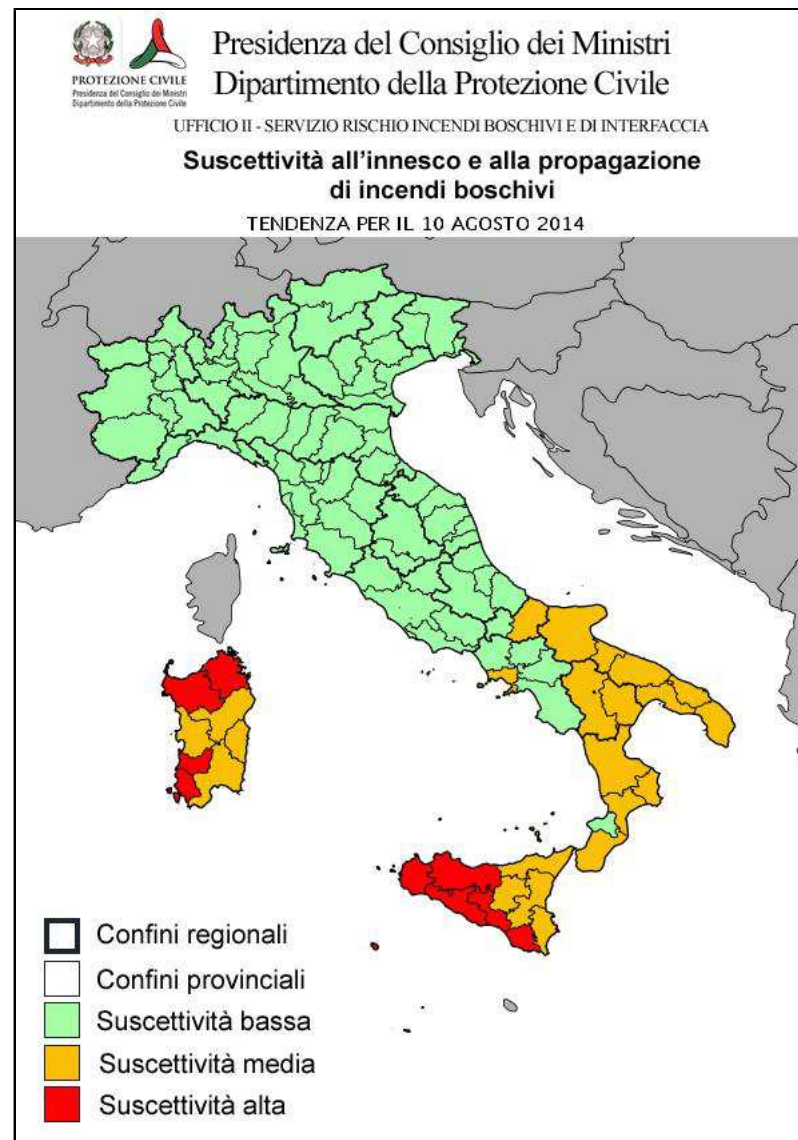 PROTEZIONE CIVILE
Presidenza del Consiglio dei Ministri
Dipartimento della Protezione Civile
Presidenza del Consiglio dei Ministri
Dipartimento della Protezione Civile
UFFICIO II - SERVIZIO RISCHIO INCENDI BOSCHIVI E DI INTERFACCIA
Suscettività all'innesco e alla propagazione
di incendi boschivi
TENDENZA PER IL 10 AGOSTO 2014
Confini regionali
Confini provinciali
Suscettività bassa
Suscettività media
Suscettività alta